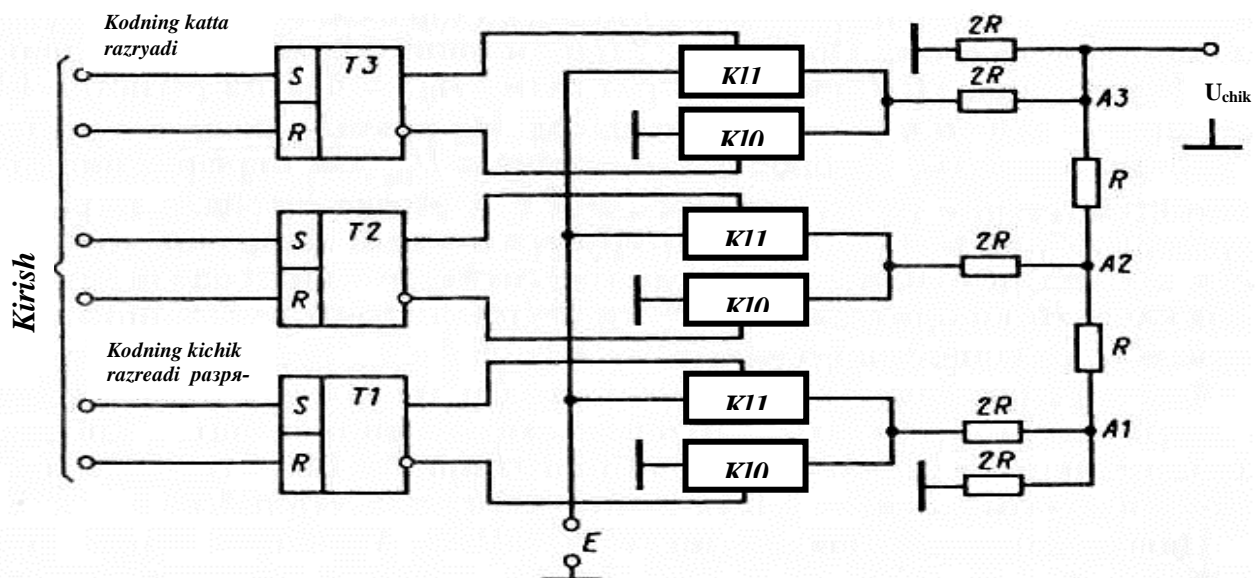 Kodning katta
razryadi
2R
S T3
K11
2R
A3
Uchik
R
K10
R
S T2
K11
2R
A2
R
K10
Kirish
Kodning kichik
razreadi разря-
R
S T1
K11
2R
A1
R
K10
2R
E